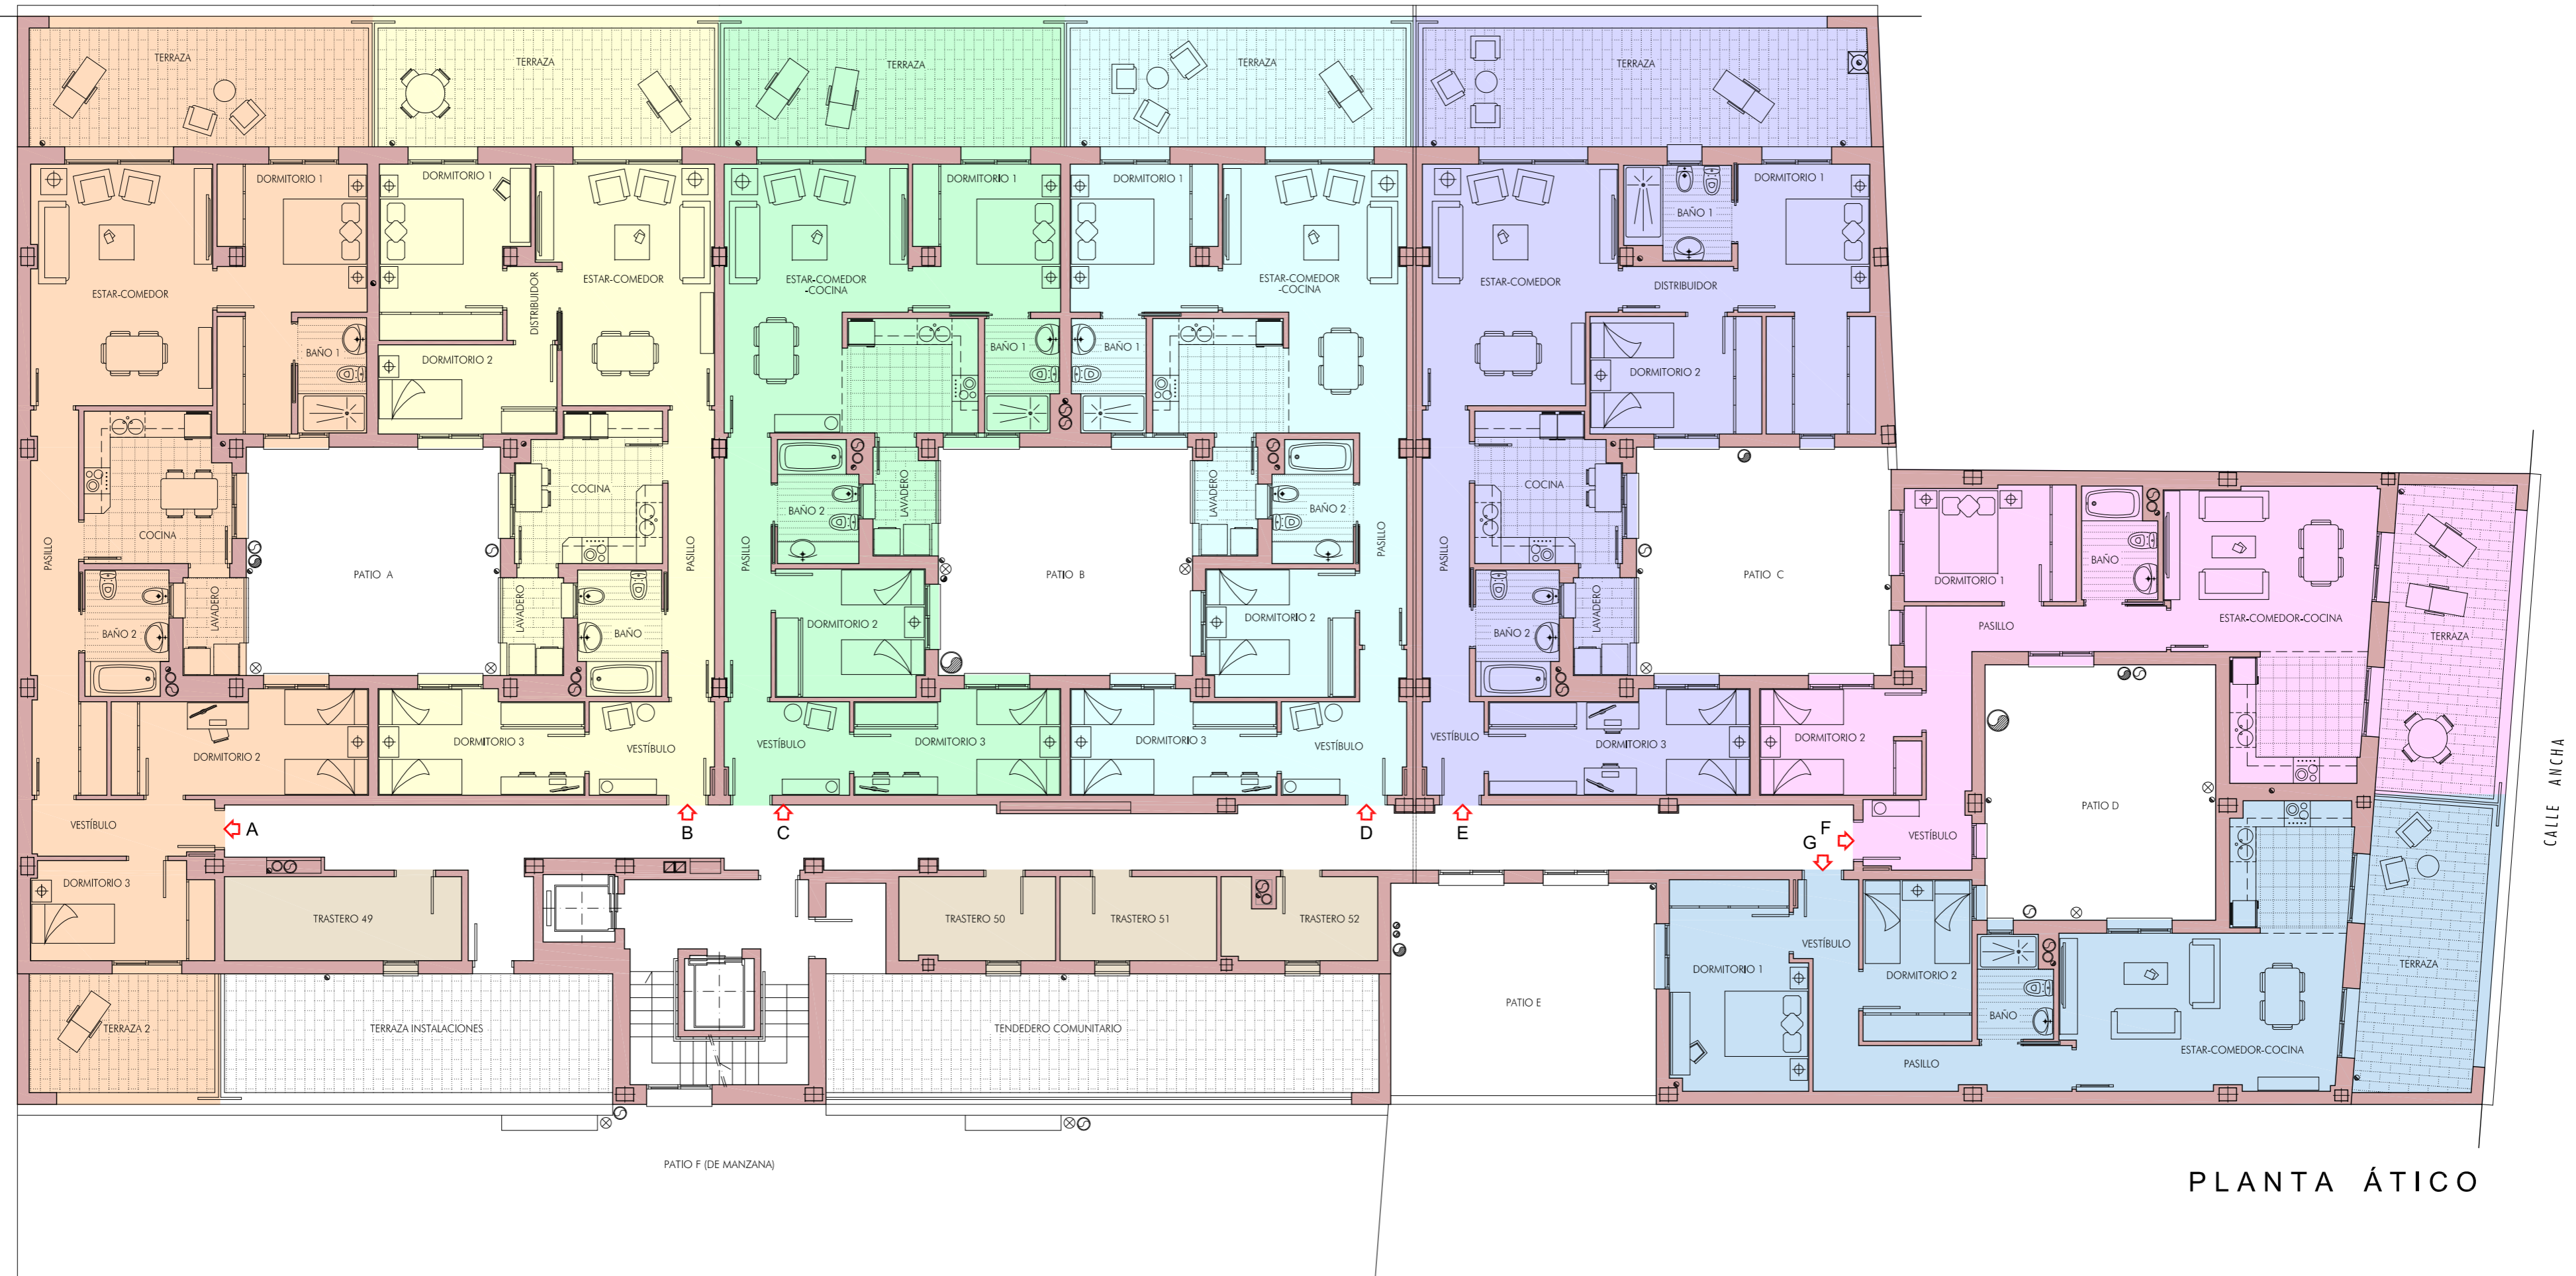 TERRAZA
TERRAZA
TERRAZA
TERRAZA
TERRAZA
DORMITORIO 1
DORMITORIO 1
DORMITORIO 1
DORMITORIO 1
DORMITORIO 1
BAÑO 1
ESTAR-COMEDOR
DISTRIBUIDOR
ESTAR-COMEDOR
ESTAR-COMEDOR
-COCINA
ESTAR-COMEDOR
-COCINA
ESTAR-COMEDOR
DISTRIBUIDOR
BAÑO 1
DORMITORIO 2
BAÑO 1
BAÑO 1
DORMITORIO 2
COCINA
PASILLO
COCINA
PASILLO
PASILLO
BAÑO 2
LAVADERO
LAVADERO
BAÑO 2
PASILLO
PASILLO
COCINA
PATIO A
PATIO B
PATIO C
DORMITORIO 1
BAÑO
ESTAR-COMEDOR-COCINA
PASILLO
TERRAZA
BAÑO 2
LAVADERO
LAVADERO
BAÑO
DORMITORIO 2
DORMITORIO 2
BAÑO 2
LAVADERO
DORMITORIO 2
DORMITORIO 3
VESTÍBULO
VESTÍBULO
DORMITORIO 3
DORMITORIO 3
VESTÍBULO
VESTÍBULO
DORMITORIO 3
DORMITORIO 2
PATIO D
CALLE ANCHA
VESTÍBULO
A
B
C
D
E
F
G
VESTÍBULO
DORMITORIO 3
TRASTERO 49
TRASTERO 50
TRASTERO 51
TRASTERO 52
VESTÍBULO
DORMITORIO 1
DORMITORIO 2
TERRAZA
TERRAZA 2
TERRAZA INSTALACIONES
TENDEDERO COMUNITARIO
PATIO E
BAÑO
ESTAR-COMEDOR-COCINA
PASILLO
PATIO F (DE MANZANA)
PLANTA ÁTICO